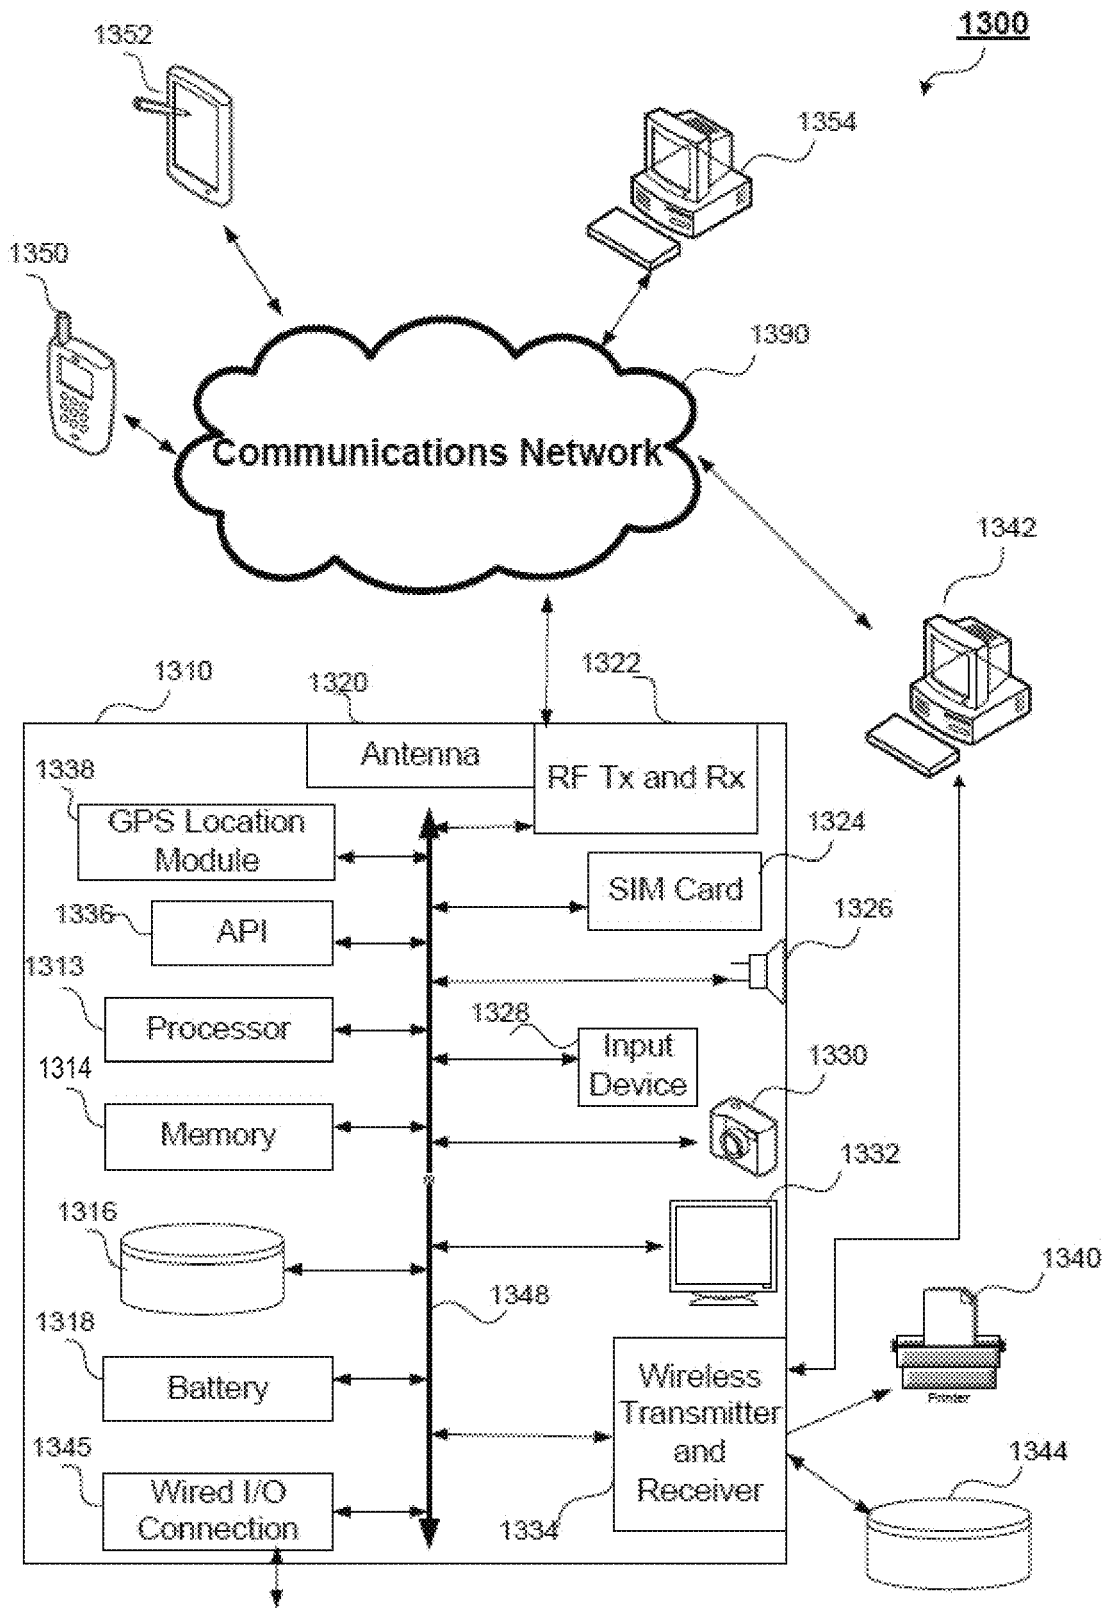 1300
1352
1354
1350
1390
Communications Network
1342
1310
1320
1322
Antenna
RF Tx and Rx
1338
GPS Location
Module
1324
SIM Card
1336
API
1326
1313
Processor
1328
Input
Device
1314
Memory
1330
1332
1316
1348
1340
Printer
1318
Battery
Wireless
Transmitter
and
Receiver
1345
Wired I/O
Connection
1334
1344